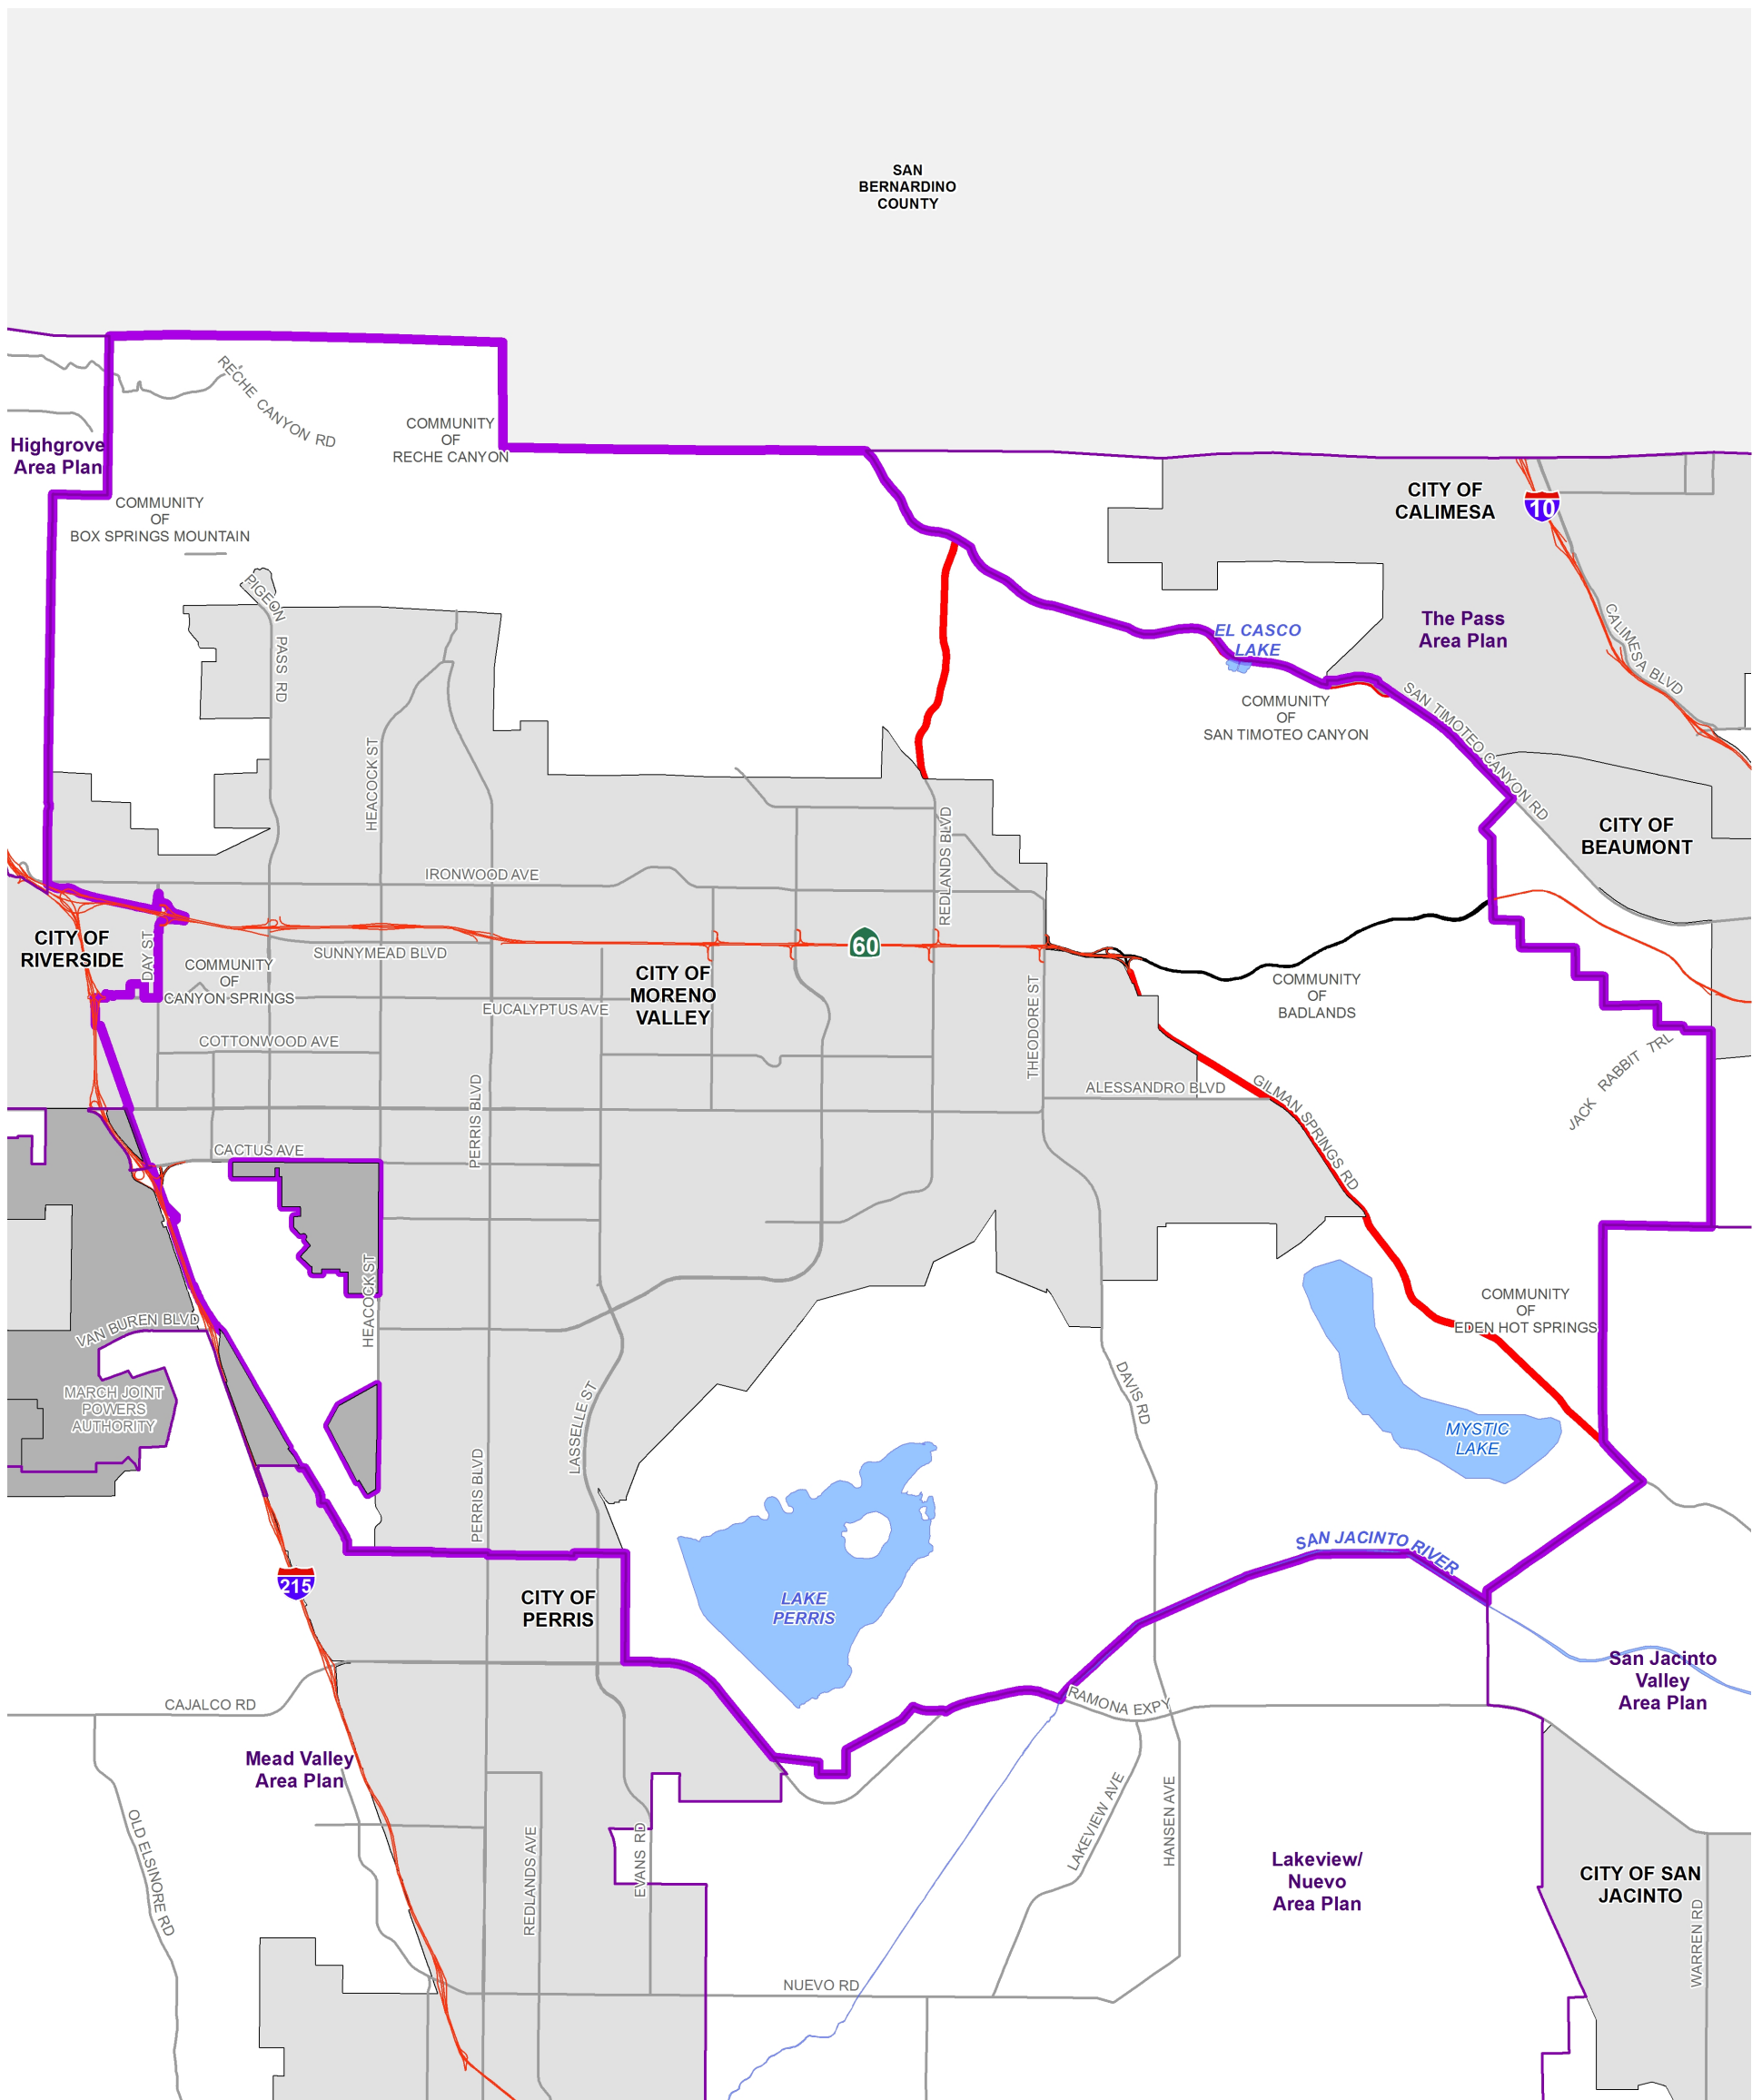 SAN
BERNARDINO
COUNTY
RECHE CANYON RD
COMMUNITY
OF
RECHE CANYON
Highgrove
Area Plan
COMMUNITY
OF
BOX SPRINGS MOUNTAIN
CITY OF
CALIMESA
10
PIGEON PASS RD
The Pass
Area Plan
CALIMESA BLVD
EL CASCO
LAKE
COMMUNITY
OF
SAN TIMOTEO CANYON
SAN TIMOTEO CANYON RD
HEACOCK ST
REDLANDS BLVD
CITY OF
BEAUMONT
IRONWOOD AVE
CITY OF
RIVERSIDE
DAY ST
SUNNYMEAD BLVD
60
COMMUNITY
OF
CANYON SPRINGS
CITY OF
MORENO
VALLEY
EUCALYPTUS AVE
COMMUNITY
OF
BADLANDS
THEODORE ST
COTTONWOOD AVE
JACK RABBIT TRL
ALESSANDRO BLVD
GILMAN SPRINGS RD
PERRIS BLVD
CACTUS AVE
HEACOCK ST
VAN BUREN BLVD
COMMUNITY
OF
EDEN HOT SPRINGS
MARCH JOINT
POWERS
AUTHORITY
LASSELLE ST
DAVIS RD
MYSTIC
LAKE
PERRIS BLVD
SAN JACINTO RIVER
215
CITY OF
PERRIS
LAKE
PERRIS
San Jacinto
Valley
Area Plan
CAJALCO RD
RAMONA EXPY
Mead Valley
Area Plan
OLD ELSINORE RD
REDLANDS AVE
EVANS RD
LAKEVIEW AVE
HANSEN AVE
Lakeview/
Nuevo
Area Plan
CITY OF SAN
JACINTO
WARREN RD
NUEVO RD